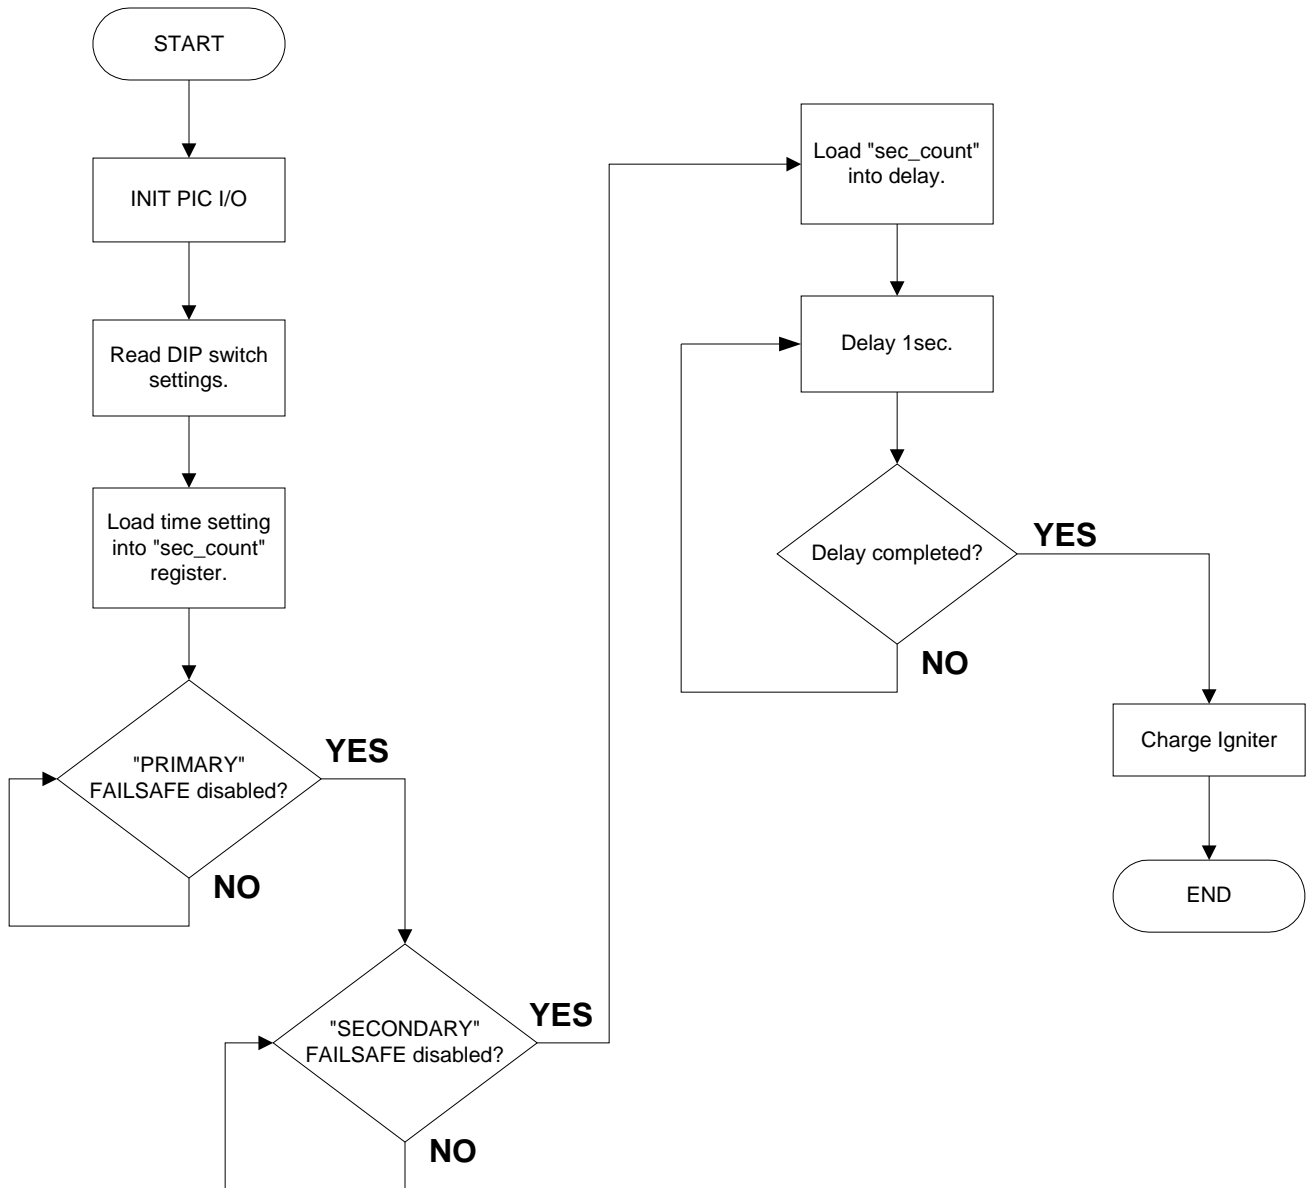 START
INIT PIC I/O
Read DIP switch
settings.
Load time setting
into "sec_count"
register.
"PRIMARY"
FAILSAFE disabled?
YES
NO
"SECONDARY"
FAILSAFE disabled?
YES
NO
Load "sec_count"
into delay.
Delay 1sec.
Delay completed?
YES
NO
Charge Igniter
END